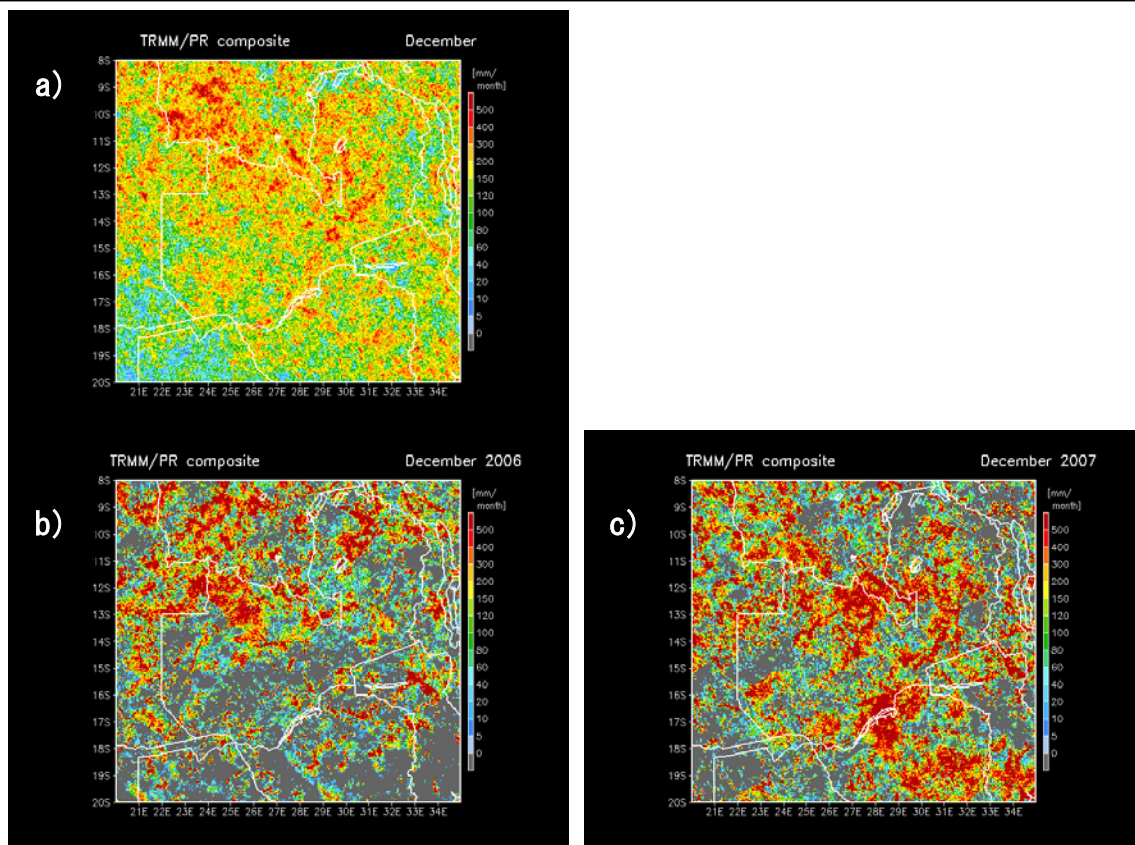 a)
TRMM/PR composite December
[mm/
month]
8S
9S
10S
11S
12S
13S
14S
15S
16S
17S
18S
19S
20S
500
400
300
200
150
120
100
80
60
40
20
10
5
0
21E 22E 23E 24E 25E 26E 27E 28E 29E 30E 31E 32E 33E 34E
b)
TRMM/PR composite December 2006
[mm/
month]
8S
9S
10S
11S
12S
13S
14S
15S
16S
17S
18S
19S
20S
500
400
300
200
150
120
100
80
60
40
20
10
5
0
21E 22E 23E 24E 25E 26E 27E 28E 29E 30E 31E 32E 33E 34E
c)
TRMM/PR composite December 2007
[mm/
month]
8S
9S
10S
11S
12S
13S
14S
15S
16S
17S
18S
19S
20S
500
400
300
200
150
120
100
80
60
40
20
10
5
0
21E 22E 23E 24E 25E 26E 27E 28E 29E 30E 31E 32E 33E 34E